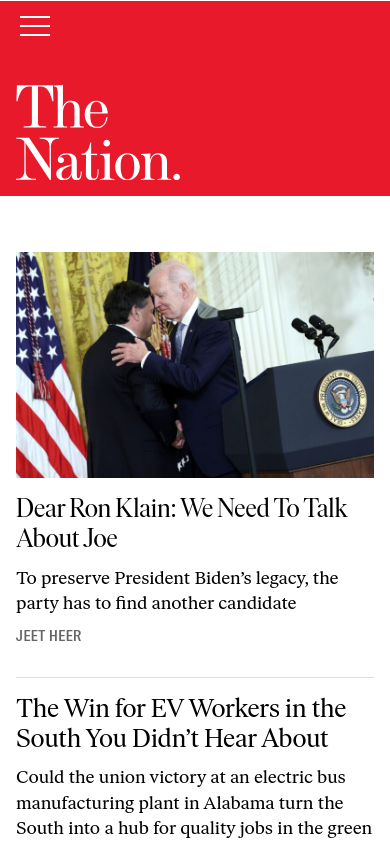 The
Nation.
Dear Ron Klain: We Need To Talk
About Joe
To preserve President Biden’s legacy, the
party has to find another candidate
JEET HEER
The Win for EV Workers in the
South You Didn’t Hear About
Could the union victory at an electric bus
manufacturing plant in Alabama turn the
South into a hub for quality jobs in the green